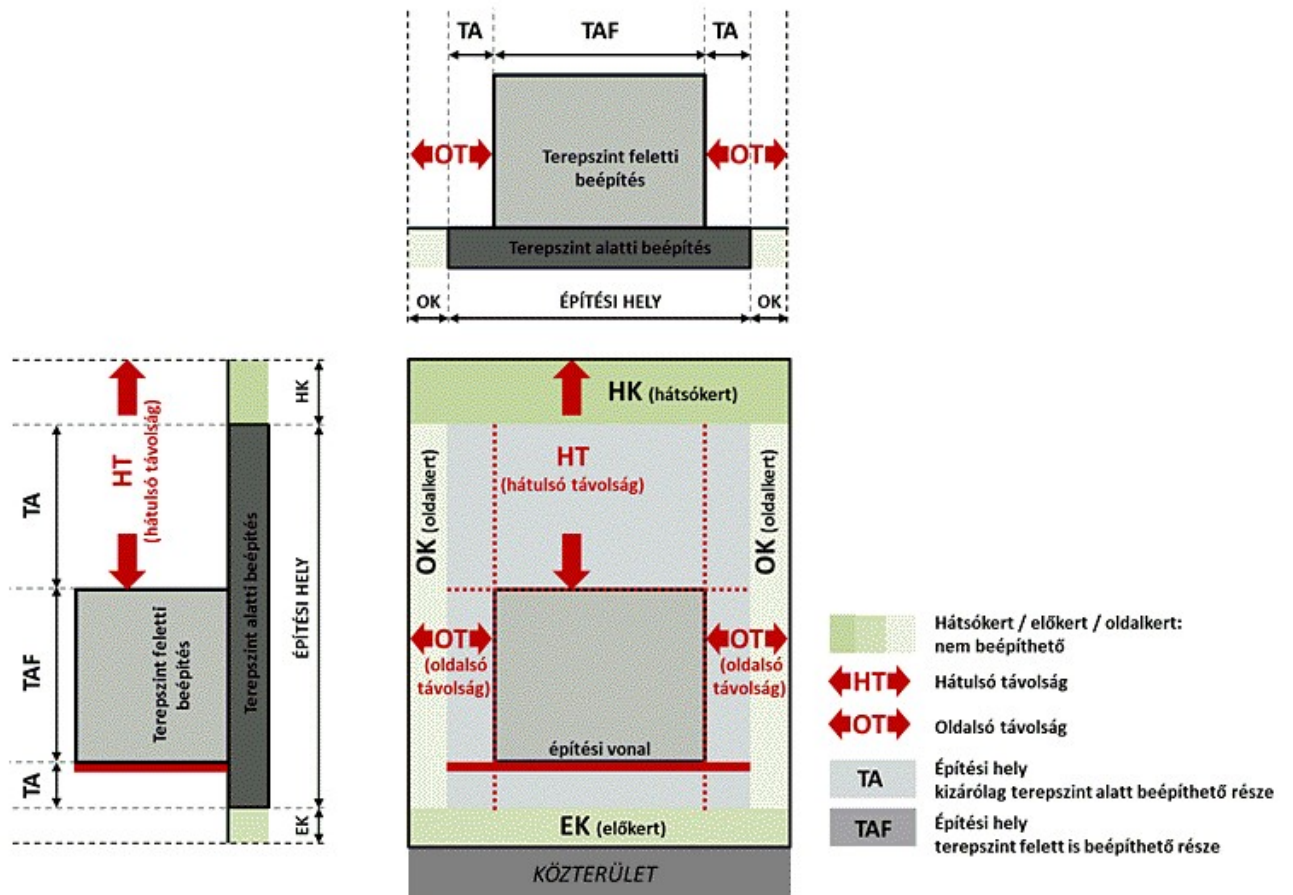 TA TAF TA
OT OT
Terepszint feletti
beépítés
Terepszint alatti beépítés
OK ÉPÍTÉSI HELY OK
HK
TA
HT
(hátulsó távolság)
Terepszint alatti beépítés
ÉPÍTÉSI HELY
TAF
Terepszint feletti
beépítés
TA
EK
HK (hátsókert)
HT
(hátulsó távolság)
OK (oldalkert)
OK (oldalkert)
OT
(oldalsó
távolság)
OT
(oldalsó
távolság)
építési vonal
EK (előkert)
KÖZTERÜLET
Hátsókert / előkert / oldalkert:
nem beépíthető
HT Hátulsó távolság
OT Oldalsó távolság
TA Építési hely
kizárólag terepszint alatt beépíthető része
TAF Építési hely
terepszint felett is beépíthető része